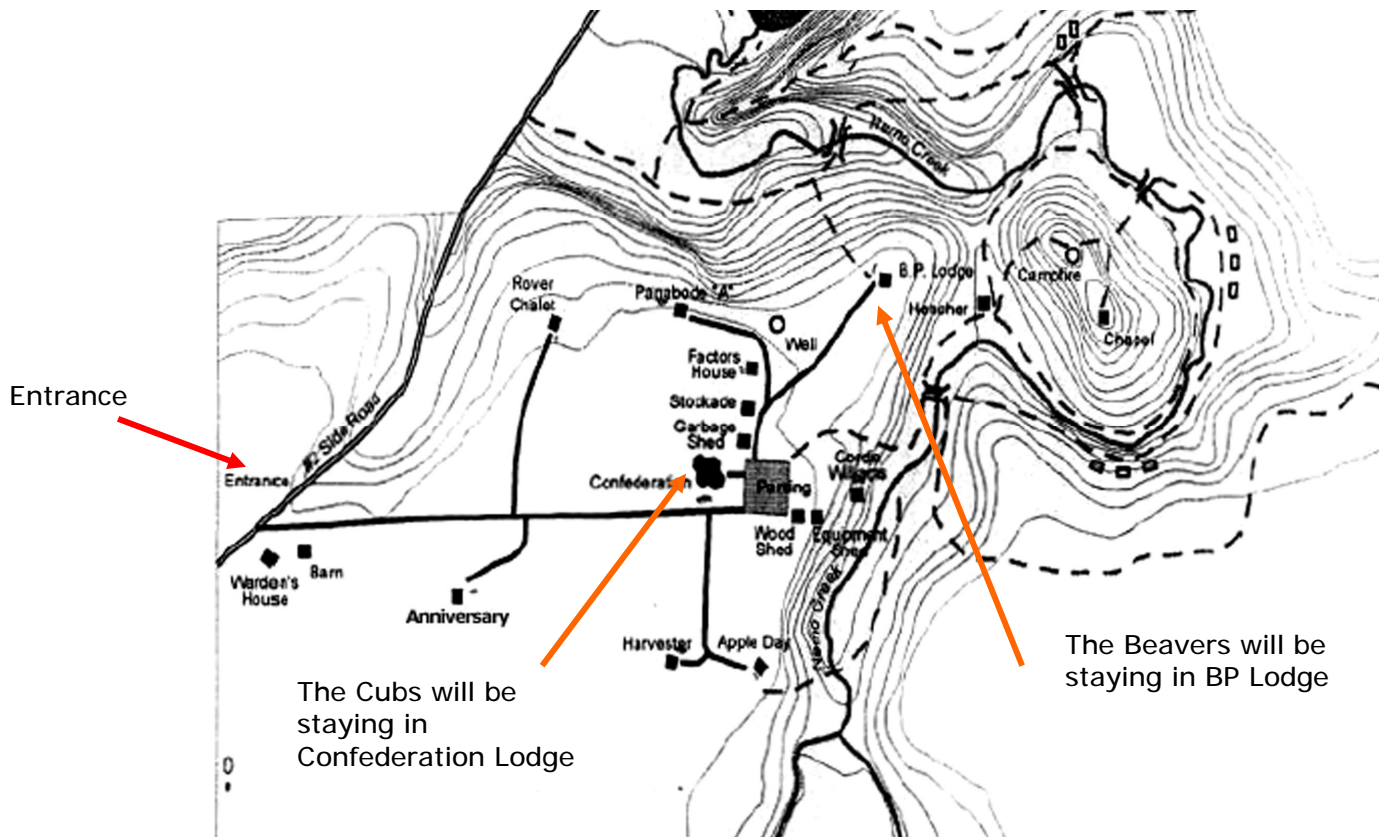 Nemo Creek
B.P. Lodge
Campfire
Rover
Chalet
Panabode "A"
Well
Chapel
Factors
House
Entrance
Stockade
Side Road
Garbage
Shed
Entrance
Confederation
Parking
Wood
Shed
Equipment
Shed
Barn
Warden's
House
Anniversary
Nemo Creek
Harvester
Apple Day
The Cubs will be
staying in
Confederation Lodge
The Beavers will be
staying in BP Lodge